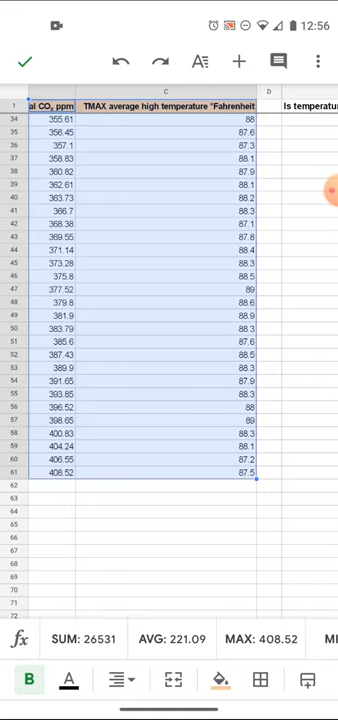 12:56
C D
1 al CO₂ ppm TMAX average high temperature °Fahrenheit Is temperatur
34 355.61 88
35 356.45 87.6
36 357.1 87.3
37 358.83 88.1
38 360.82 87.9
39 362.61 88.1
40 363.73 88.2
41 366.7 88.3
42 368.38 87.1
43 369.55 87.8
44 371.14 88.4
45 373.28 88.3
46 375.8 88.5
47 377.52 89
48 379.8 88.6
49 381.9 88.9
50 383.79 88.3
51 385.6 87.6
52 387.43 88.5
53 389.9 88.3
54 391.65 87.9
55 393.85 88.3
56 396.52 88
57 398.65 89
58 400.83 88.3
59 404.24 88.1
60 406.55 87.2
61 408.52 87.5
62
63
64
65
66
67
68
69
70
71
72
fx SUM: 26531 AVG: 221.09 MAX: 408.52 MI
B A